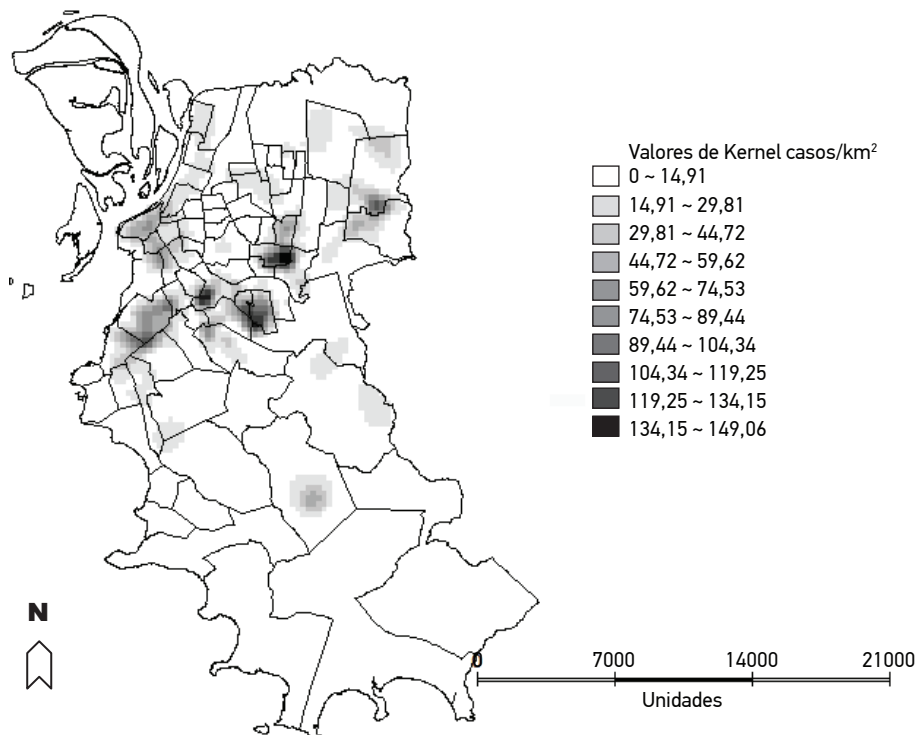 Valores de Kernel casos/km²
0 ~ 14,91
14,91 ~ 29,81
29,81 ~ 44,72
44,72 ~ 59,62
59,62 ~ 74,53
74,53 ~ 89,44
89,44 ~ 104,34
104,34 ~ 119,25
119,25 ~ 134,15
134,15 ~ 149,06
N
0 7000 14000 21000
Unidades